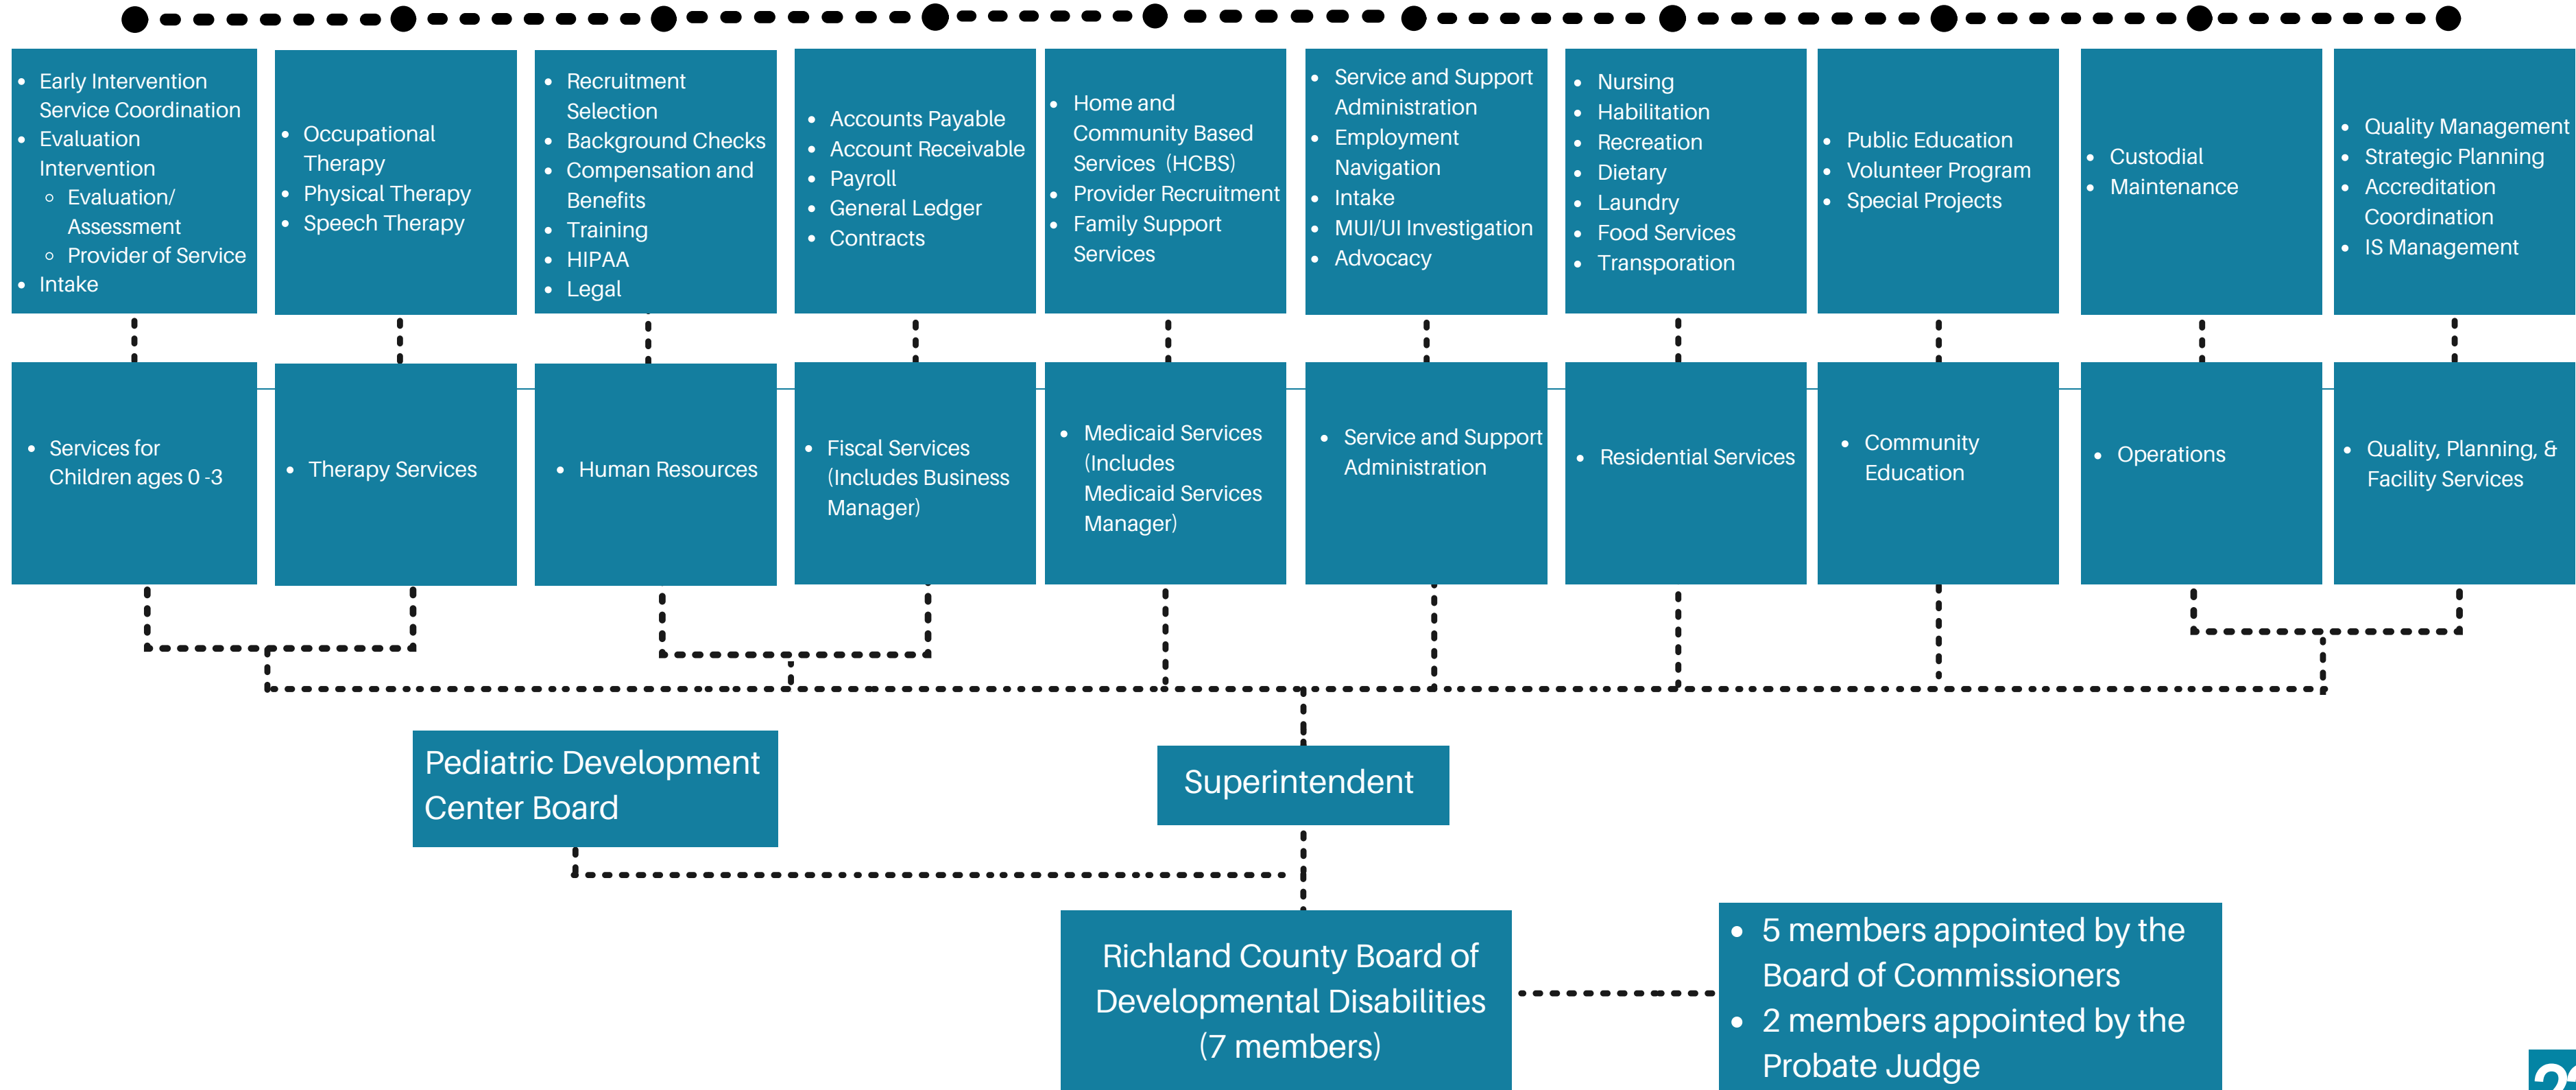 Early Intervention
Service Coordination
Evaluation
Intervention
Evaluation/
Assessment
Provider of Service
Intake
Occupational
Therapy
Physical Therapy
Speech Therapy
Recruitment
Selection
Background Checks
Compensation and
Benefits
Training
HIPAA
Legal
Accounts Payable
Account Receivable
Payroll
General Ledger
Contracts
Home and
Community Based
Services (HCBS)
Provider Recruitment
Family Support
Services
Service and Support
Administration
Employment
Navigation
Intake
MUI/UI Investigation
Advocacy
Nursing
Habilitation
Recreation
Dietary
Laundry
Food Services
Transporation
Public Education
Volunteer Program
Special Projects
Custodial
Maintenance
Quality Management
Strategic Planning
Accreditation
Coordination
IS Management
Services for
Children ages 0 -3
Therapy Services
Human Resources
Fiscal Services
(Includes Business
Manager)
Medicaid Services
(Includes
Medicaid Services
Manager)
Service and Support
Administration
Residential Services
Community
Education
Operations
Quality, Planning, &
Facility Services
Pediatric Development
Center Board
Superintendent
Richland County Board of
Developmental Disabilities
(7 members)
5 members appointed by the
Board of Commissioners
2 members appointed by the
Probate Judge